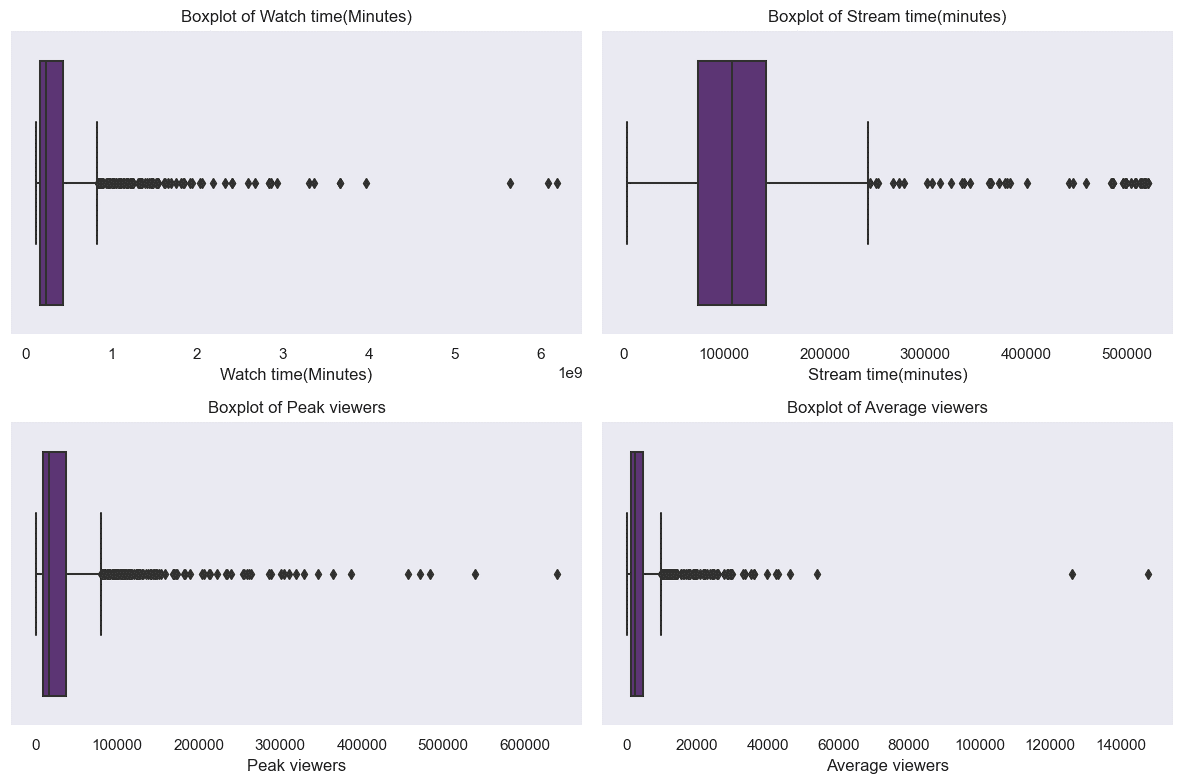 Boxplot of Watch time(Minutes)
0 1 2 3 4 5 6
1e9
Watch time(Minutes)
Boxplot of Stream time(minutes)
0 100000 200000 300000 400000 500000
Stream time(minutes)
Boxplot of Peak viewers
0 100000 200000 300000 400000 500000 600000
Peak viewers
Boxplot of Average viewers
0 20000 40000 60000 80000 100000 120000 140000
Average viewers